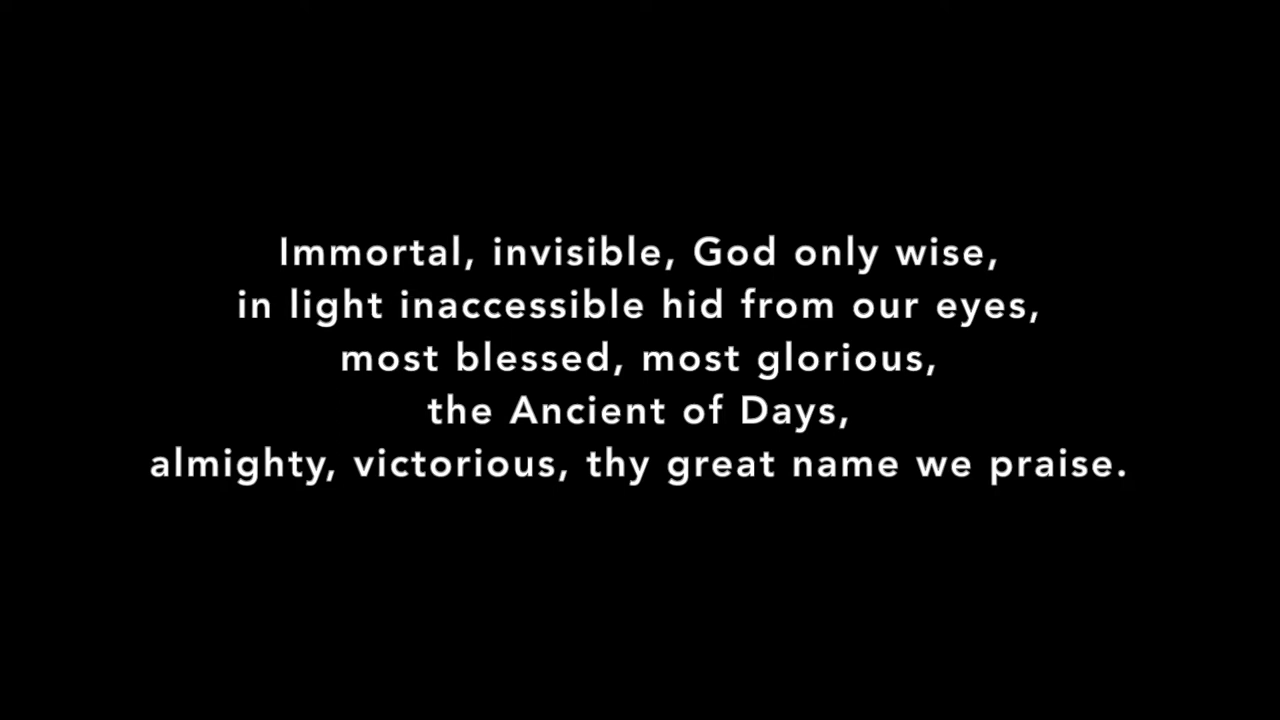 Immortal, invisible, God only wise,
in light inaccessible hid from our eyes,
most blessed, most glorious,
the Ancient of Days,
almighty, victorious, thy great name we praise.